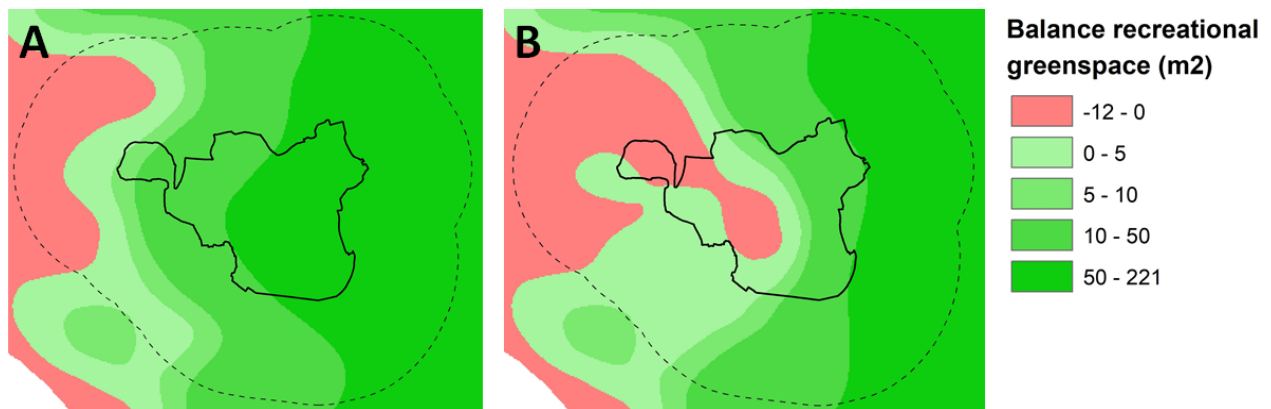 A
B
Balance recreational
greenspace (m2)
-12 - 0
0 - 5
5 - 10
10 - 50
50 - 221